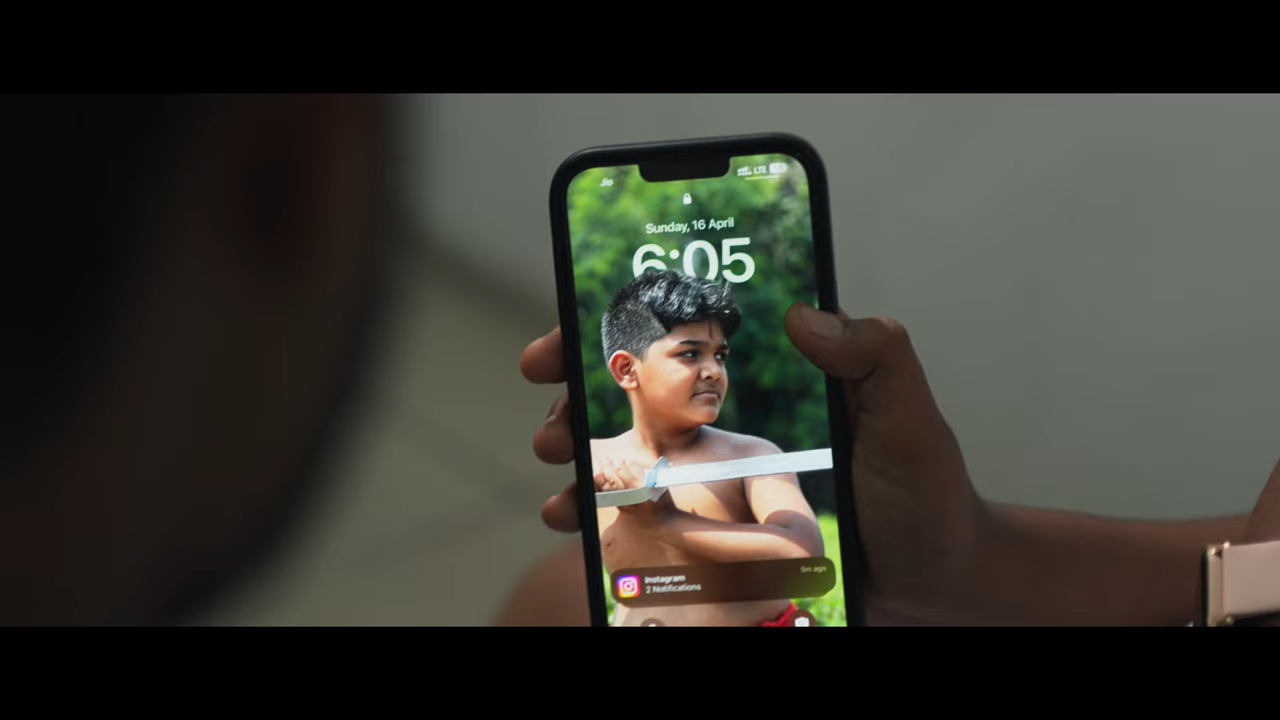 Jio
LTE
Sunday, 16 April
6:05
Instagram
5m ago
2 Notifications